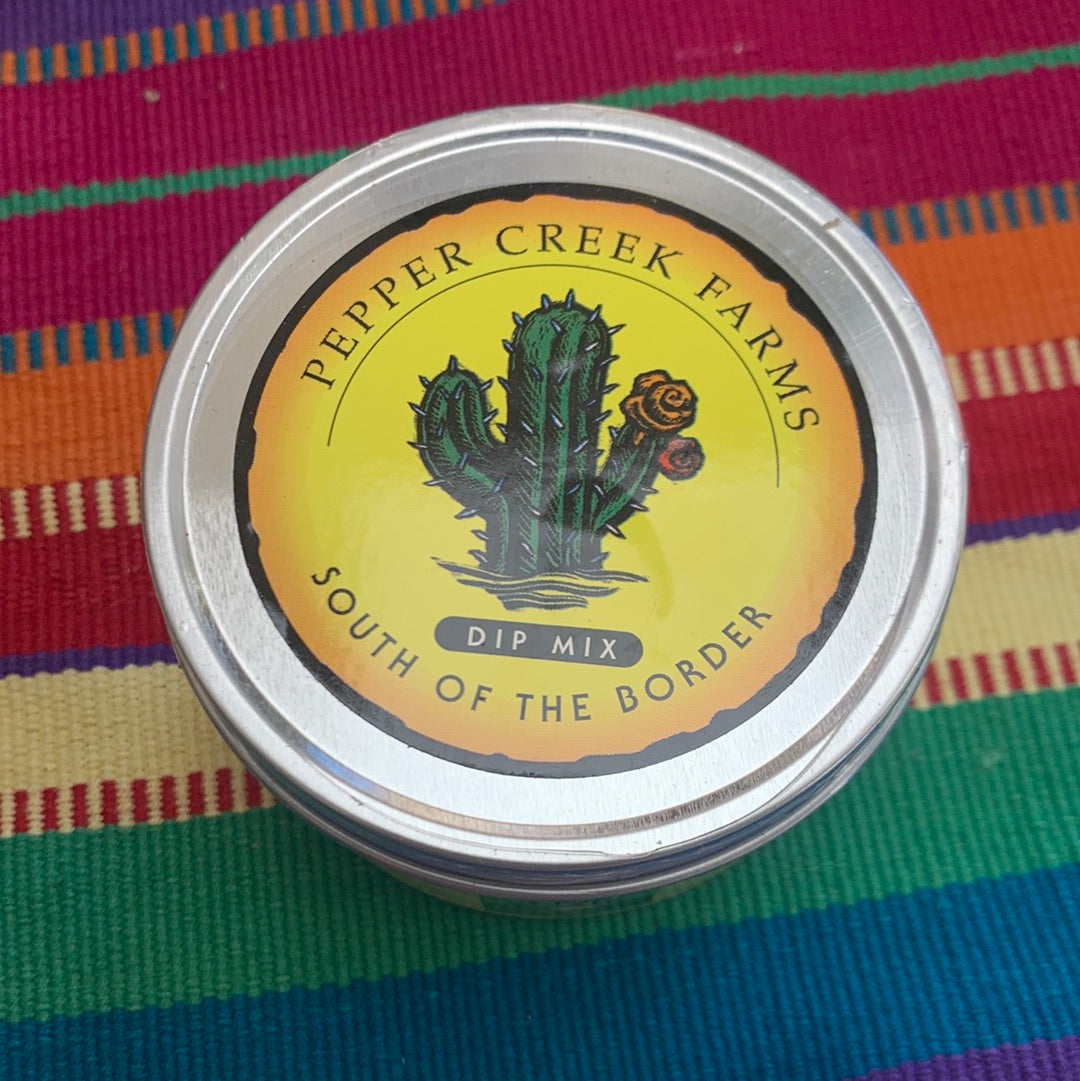 PEPPER CREEK FARMS
DIP MIX
SOUTH OF THE BORDER